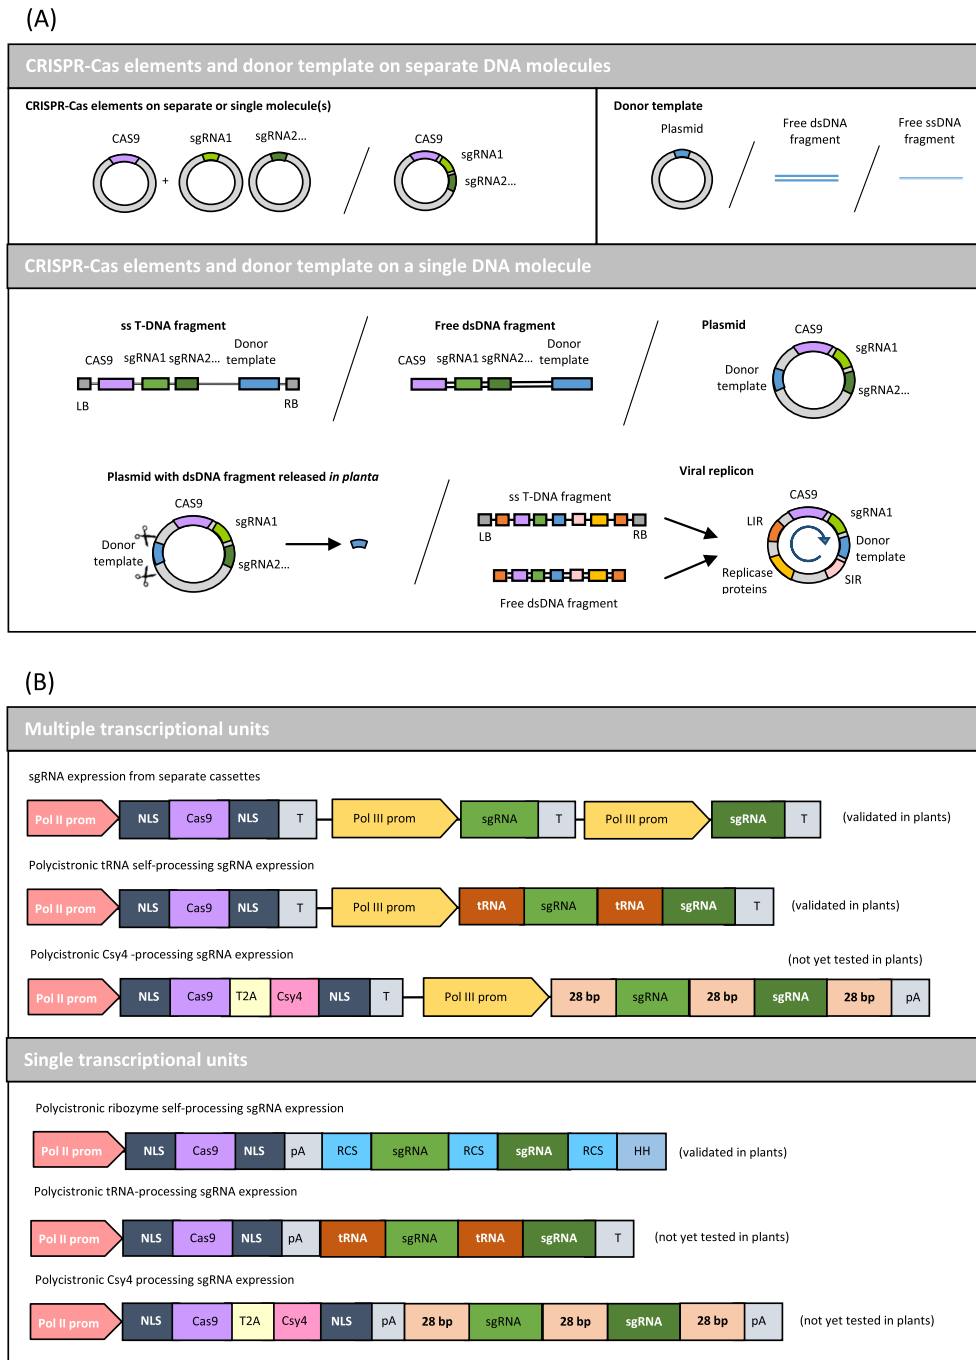 (A)
CRISPR-Cas elements and donor template on separate DNA molecules
CRISPR-Cas elements on separate or single molecule(s)
CAS9
sgRNA1
sgRNA2...
+
CAS9
sgRNA1
sgRNA2...
Donor template
Plasmid
Free dsDNA
fragment
Free ssDNA
fragment
CRISPR-Cas elements and donor template on a single DNA molecule
ss T-DNA fragment
CAS9
sgRNA1
sgRNA2...
Donor
template
LB
RB
Free dsDNA fragment
CAS9
sgRNA1
sgRNA2...
Donor
template
Plasmid
CAS9
sgRNA1
Donor
template
sgRNA2...
Plasmid with dsDNA fragment released in planta
CAS9
sgRNA1
Donor
template
sgRNA2...
Viral replicon
ss T-DNA fragment
LB
RB
Free dsDNA fragment
CAS9
LIR
sgRNA1
Donor
template
Replicase
proteins
SIR
(B)
Multiple transcriptional units
sgRNA expression from separate cassettes
Pol II prom NLS Cas9 NLS T Pol III prom sgRNA T Pol III prom sgRNA T (validated in plants)
Polycistronic tRNA self-processing sgRNA expression
Pol II prom NLS Cas9 NLS T Pol III prom tRNA sgRNA tRNA sgRNA T (validated in plants)
Polycistronic Csy4 -processing sgRNA expression
(not yet tested in plants)
Pol II prom NLS Cas9 T2A Csy4 NLS T Pol III prom 28 bp sgRNA 28 bp sgRNA 28 bp pA
Single transcriptional units
Polycistronic ribozyme self-processing sgRNA expression
Pol II prom NLS Cas9 NLS pA RCS sgRNA RCS sgRNA RCS HH (validated in plants)
Polycistronic tRNA-processing sgRNA expression
Pol II prom NLS Cas9 NLS pA tRNA sgRNA tRNA sgRNA T (not yet tested in plants)
Polycistronic Csy4 processing sgRNA expression
Pol II prom NLS Cas9 T2A Csy4 NLS pA 28 bp sgRNA 28 bp sgRNA 28 bp pA (not yet tested in plants)